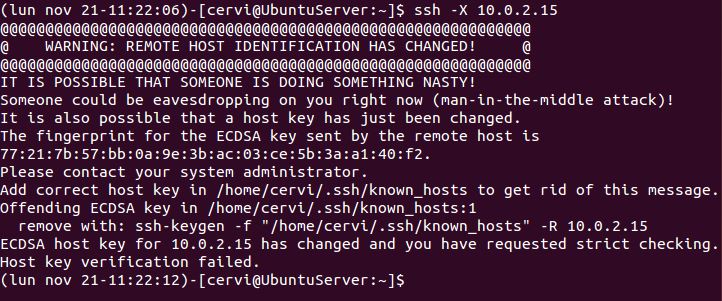 (lun nov 21-11:22:06)-[cervi@UbuntuServer:~]$ ssh -X 10.0.2.15
@@@@@@@@@@@@@@@@@@@@@@@@@@@@@@@@@@@@@@@@@@@@@@@@@@@@@@@@@@@
@    WARNING: REMOTE HOST IDENTIFICATION HAS CHANGED!     @
@@@@@@@@@@@@@@@@@@@@@@@@@@@@@@@@@@@@@@@@@@@@@@@@@@@@@@@@@@@
IT IS POSSIBLE THAT SOMEONE IS DOING SOMETHING NASTY!
Someone could be eavesdropping on you right now (man-in-the-middle attack)!
It is also possible that a host key has just been changed.
The fingerprint for the ECDSA key sent by the remote host is
77:21:7b:57:bb:0a:9e:3b:ac:03:ce:5b:3a:a1:40:f2.
Please contact your system administrator.
Add correct host key in /home/cervi/.ssh/known_hosts to get rid of this message.
Offending ECDSA key in /home/cervi/.ssh/known_hosts:1
  remove with: ssh-keygen -f "/home/cervi/.ssh/known_hosts" -R 10.0.2.15
ECDSA host key for 10.0.2.15 has changed and you have requested strict checking.
Host key verification failed.
(lun nov 21-11:22:12)-[cervi@UbuntuServer:~]$